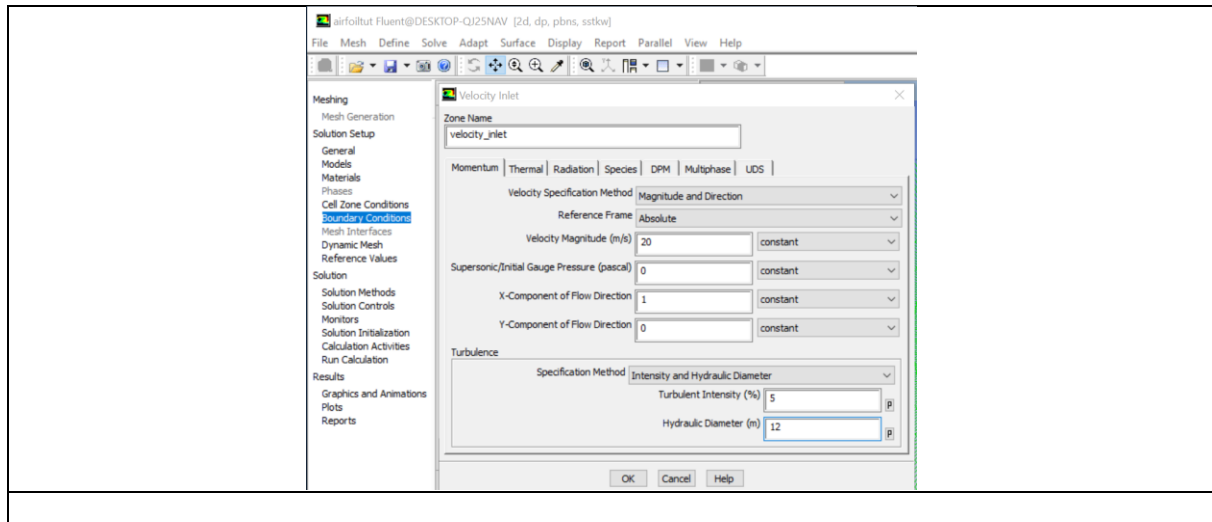 airfoiltut Fluent@DESKTOP-QJ25NAV [2d, dp, pbns, sstkw]
File Mesh Define Solve Adapt Surface Display Report Parallel View Help
Meshing
Mesh Generation
Solution Setup
General
Models
Materials
Phases
Cell Zone Conditions
Boundary Conditions
Mesh Interfaces
Dynamic Mesh
Reference Values
Solution
Solution Methods
Solution Controls
Monitors
Solution Initialization
Calculation Activities
Run Calculation
Results
Graphics and Animations
Plots
Reports
Velocity Inlet
Zone Name
velocity_inlet
Momentum Thermal Radiation Species DPM Multiphase UDS
Velocity Specification Method Magnitude and Direction
Reference Frame Absolute
Velocity Magnitude (m/s) 20 constant
Supersonic/Initial Gauge Pressure (pascal) 0 constant
X-Component of Flow Direction 1 constant
Y-Component of Flow Direction 0 constant
Turbulence
Specification Method Intensity and Hydraulic Diameter
Turbulent Intensity (%) 5 P
Hydraulic Diameter (m) 12 P
OK Cancel Help